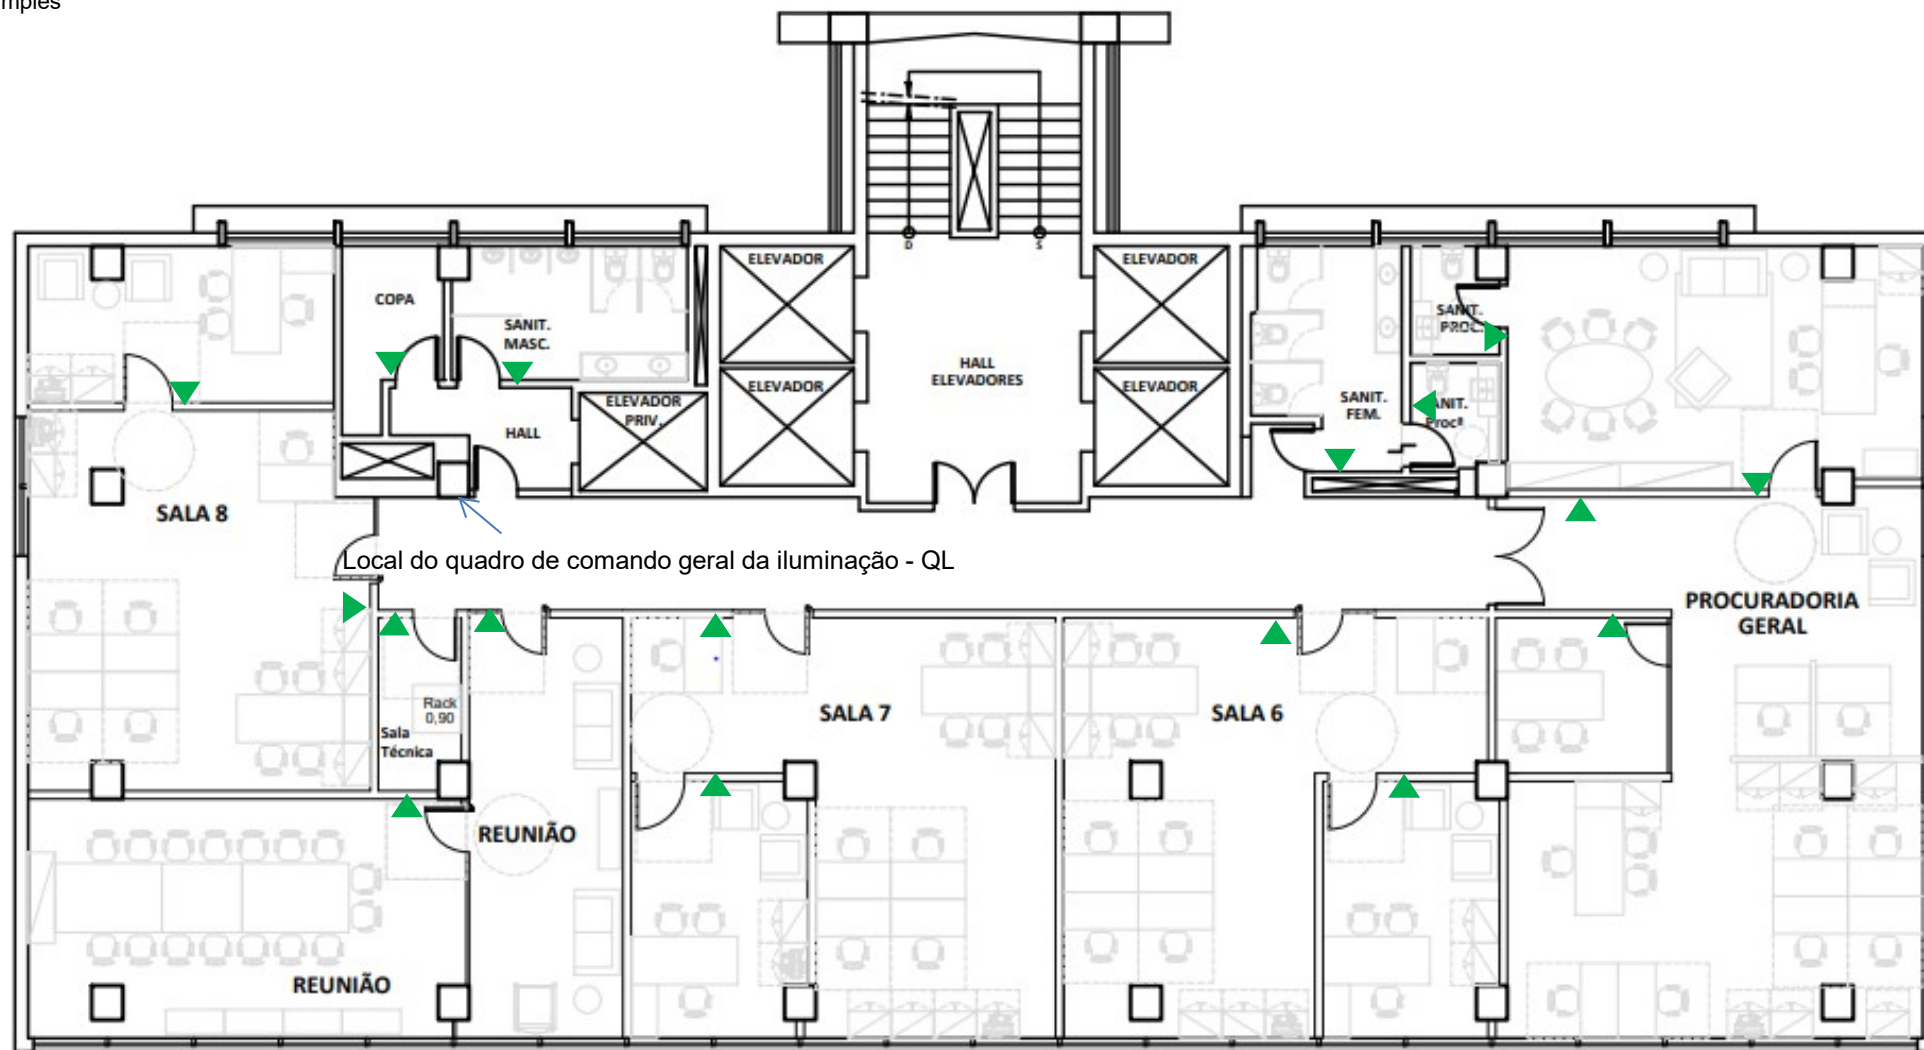 ELEVADOR
ELEVADOR
COPA
SANIT.
MASC.
SANIT.
PROC.
HALL
ELEVADORES
ELEVADOR
ELEVADOR
ELEVADOR
PRIV.
SANIT.
FEM.
SANIT.
Procª
HALL
SALA 8
Local do quadro de comando geral da iluminação - QL
PROCURADORIA
GERAL
Rack
0,90
SALA 7
SALA 6
Sala
Técnica
REUNIÃO
REUNIÃO
D
S